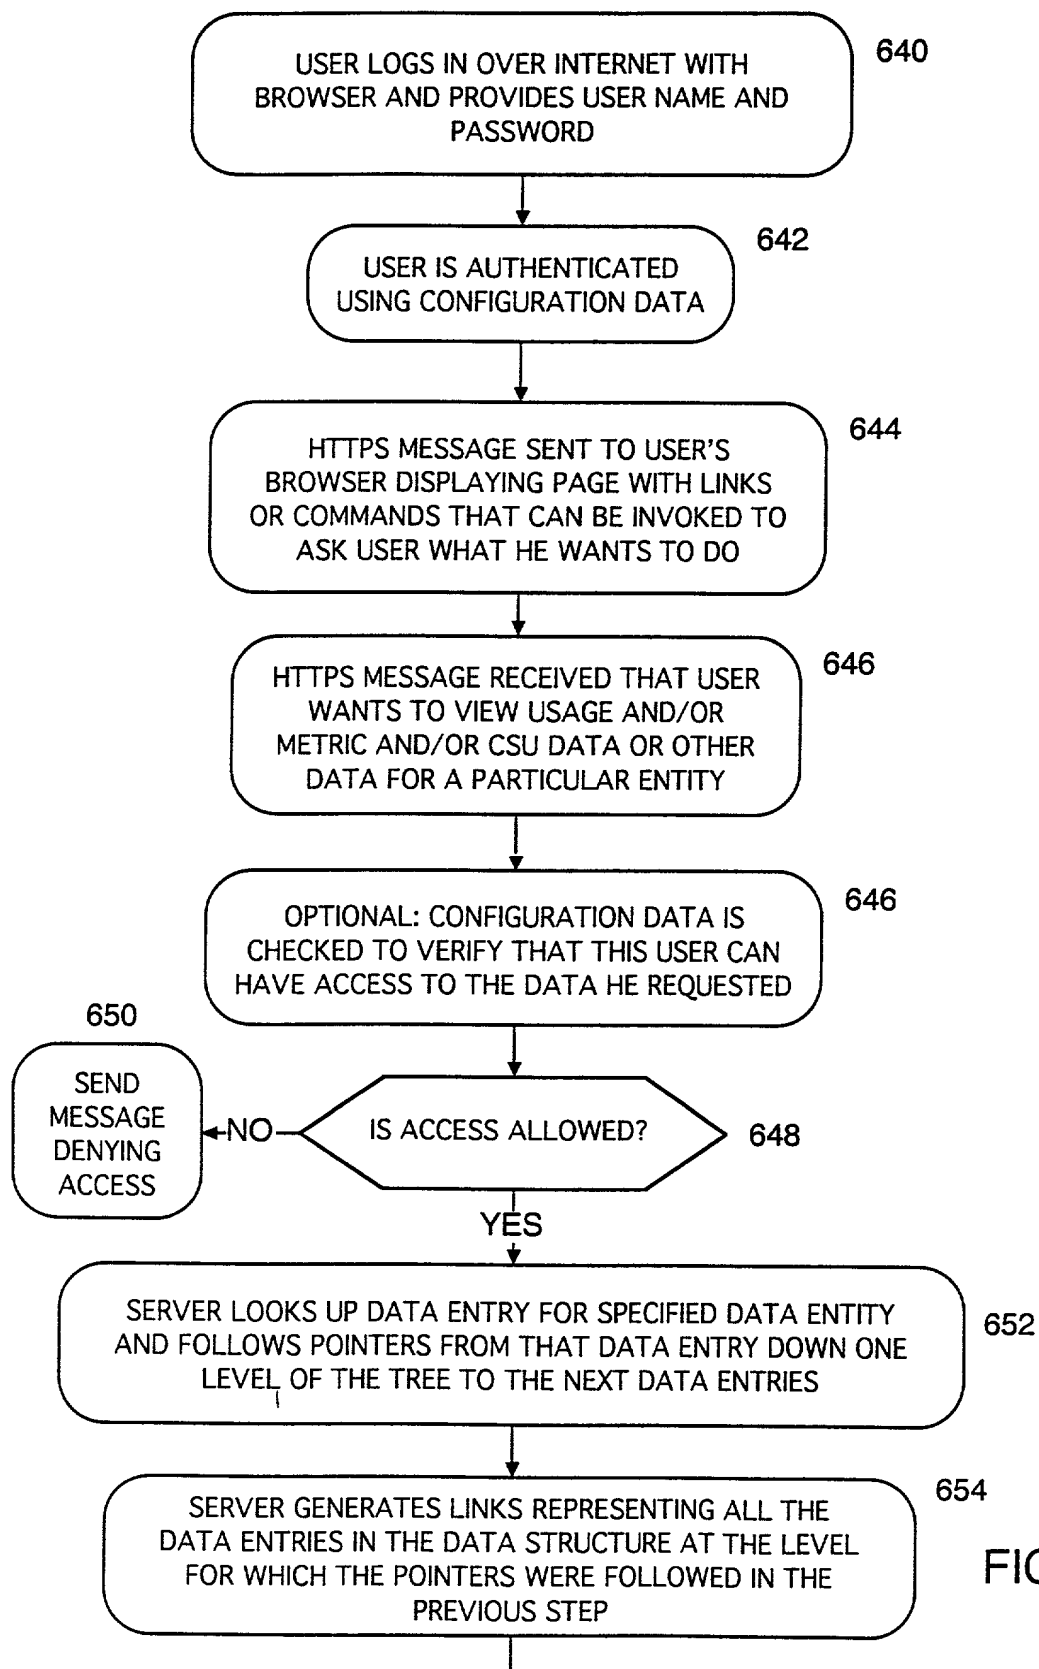 640
USER LOGS IN OVER INTERNET WITH
BROWSER AND PROVIDES USER NAME AND
PASSWORD
642
USER IS AUTHENTICATED
USING CONFIGURATION DATA
644
HTTPS MESSAGE SENT TO USER'S
BROWSER DISPLAYING PAGE WITH LINKS
OR COMMANDS THAT CAN BE INVOKED TO
ASK USER WHAT HE WANTS TO DO
646
HTTPS MESSAGE RECEIVED THAT USER
WANTS TO VIEW USAGE AND/OR
METRIC AND/OR CSU DATA OR OTHER
DATA FOR A PARTICULAR ENTITY
646
OPTIONAL: CONFIGURATION DATA IS
CHECKED TO VERIFY THAT THIS USER CAN
HAVE ACCESS TO THE DATA HE REQUESTED
650
SEND
MESSAGE
DENYING
ACCESS
NO
IS ACCESS ALLOWED?
648
YES
SERVER LOOKS UP DATA ENTRY FOR SPECIFIED DATA ENTITY
AND FOLLOWS POINTERS FROM THAT DATA ENTRY DOWN ONE
LEVEL OF THE TREE TO THE NEXT DATA ENTRIES
652
654
SERVER GENERATES LINKS REPRESENTING ALL THE
DATA ENTRIES IN THE DATA STRUCTURE AT THE LEVEL
FOR WHICH THE POINTERS WERE FOLLOWED IN THE
PREVIOUS STEP